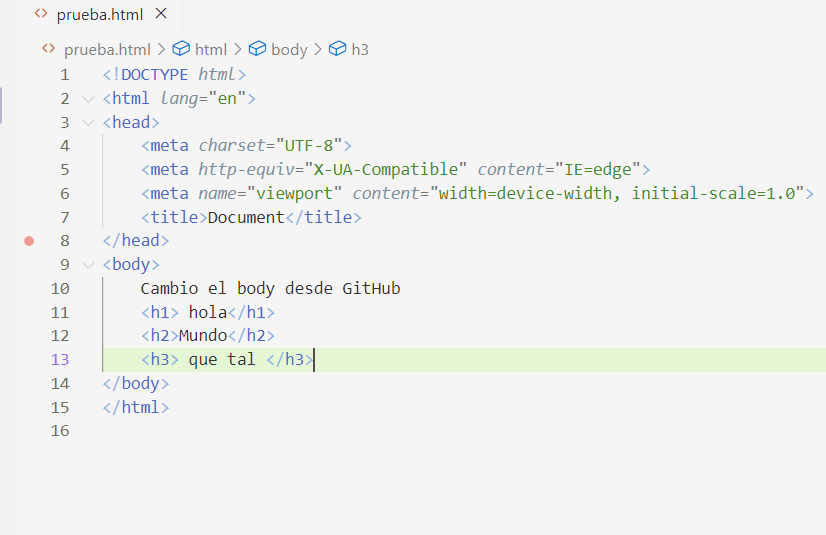 prueba.html
prueba.html > html > body > h3
1 <!DOCTYPE html>
2 <html lang="en">
3 <head>
4 <meta charset="UTF-8">
5 <meta http-equiv="X-UA-Compatible" content="IE=edge">
6 <meta name="viewport" content="width=device-width, initial-scale=1.0">
7 <title>Document</title>
8 </head>
9 <body>
10 Cambio el body desde GitHub
11 <h1> hola</h1>
12 <h2>Mundo</h2>
13 <h3> que tal </h3>
14 </body>
15 </html>
16